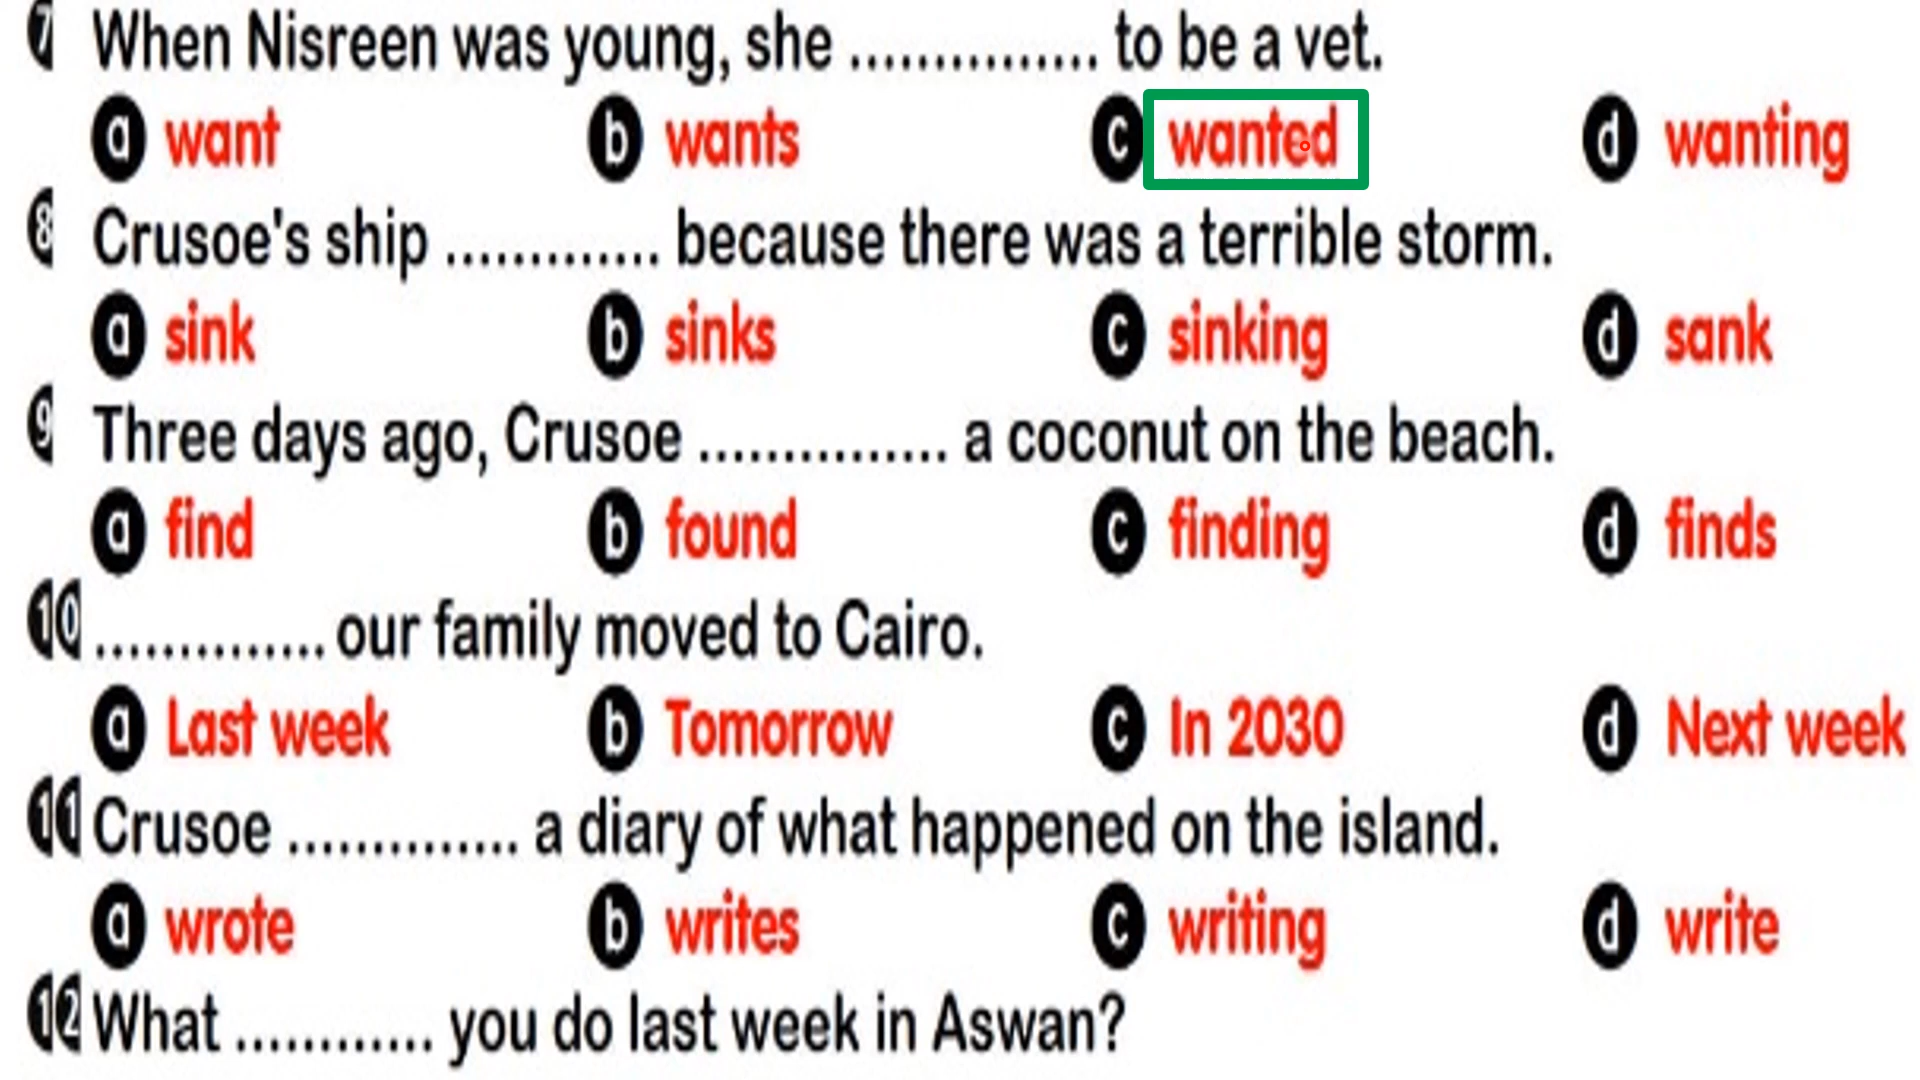 7 When Nisreen was young, she ............... to be a vet.
a want b wants c wanted d wanting
8 Crusoe's ship ............. because there was a terrible storm.
a sink b sinks c sinking d sank
9 Three days ago, Crusoe ............... a coconut on the beach.
a find b found c finding d finds
10 .............. our family moved to Cairo.
a Last week b Tomorrow c In 2030 d Next week
11 Crusoe .............. a diary of what happened on the island.
a wrote b writes c writing d write
12 What ............ you do last week in Aswan?